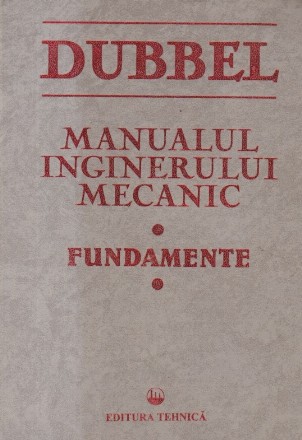 DUBBEL
MANUALUL
INGINERULUI
MECANIC
FUNDAMENTE
EDITURA TEHNICĂ